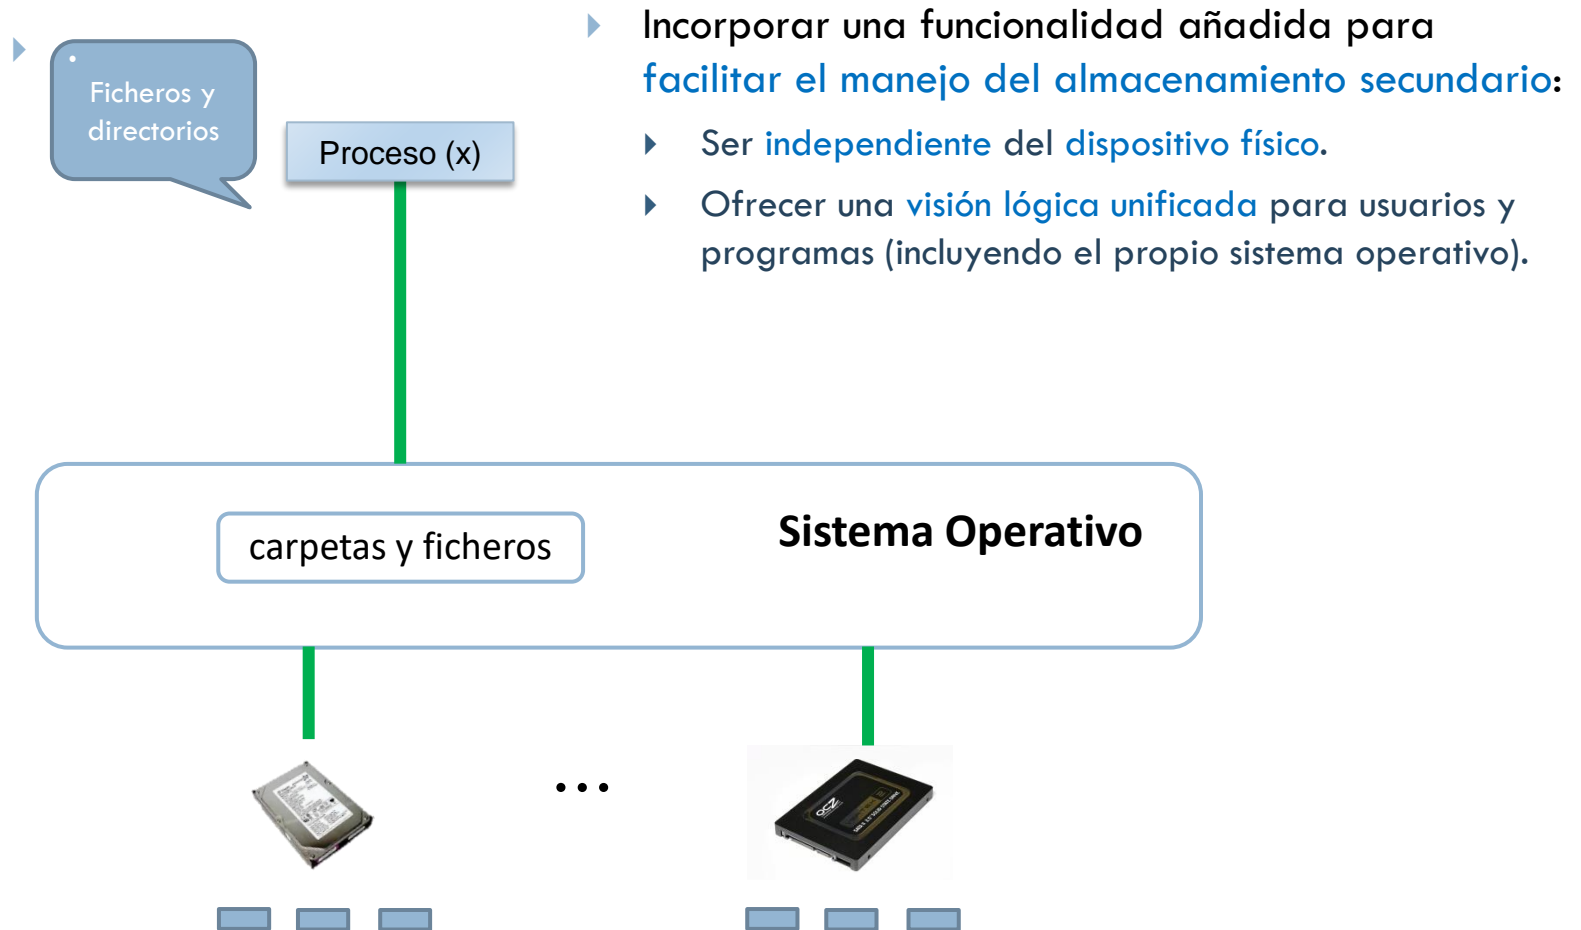 Incorporar una funcionalidad añadida para
facilitar el manejo del almacenamiento secundario:
Ser independiente del dispositivo físico.
Ofrecer una visión lógica unificada para usuarios y
programas (incluyendo el propio sistema operativo).
Ficheros y
directorios
Proceso (x)
carpetas y ficheros
Sistema Operativo
...
OCZ